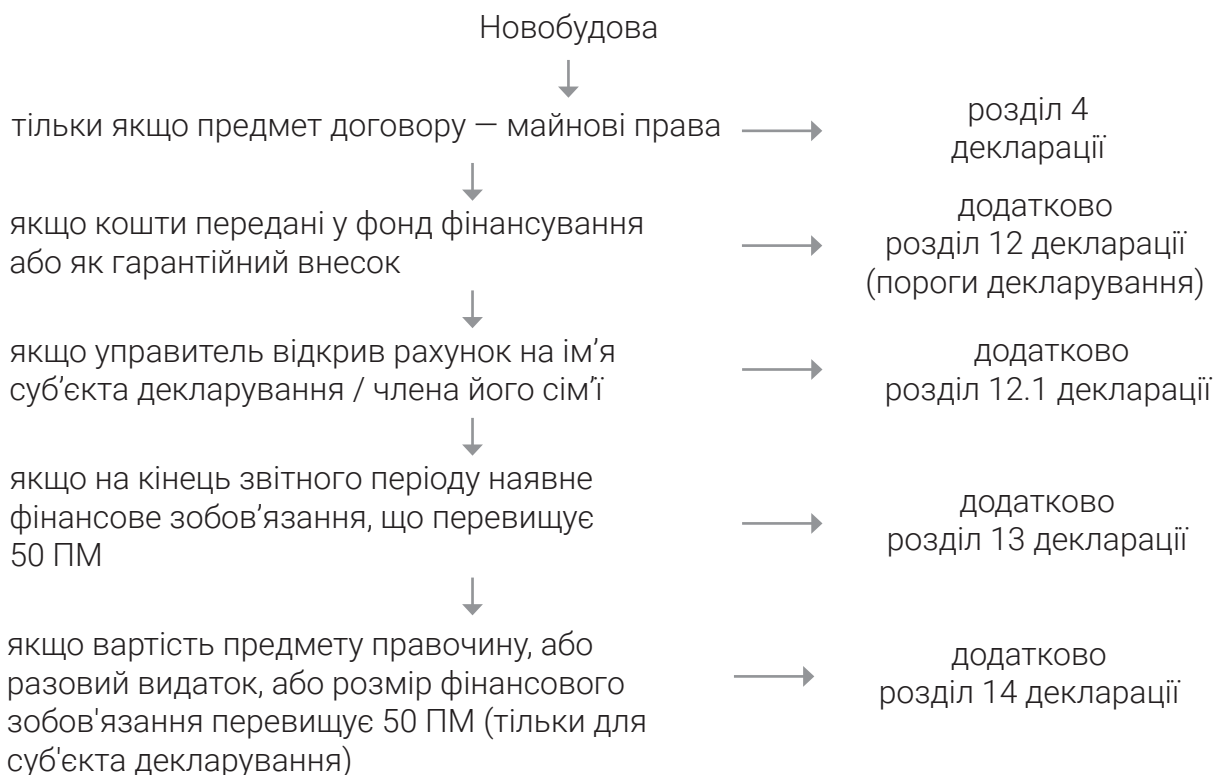 Новобудова
тільки якщо предмет договору — майнові права
розділ 4
декларації
якщо кошти передані у фонд фінансування
або як гарантійний внесок
додатково
розділ 12 декларації
(пороги декларування)
якщо управитель відкрив рахунок на ім’я
суб’єкта декларування / члена його сім’ї
додатково
розділ 12.1 декларації
якщо на кінець звітного періоду наявне
фінансове зобов’язання, що перевищує
50 ПМ
додатково
розділ 13 декларації
якщо вартість предмету правочину, або
разовий видаток, або розмір фінансового
зобов'язання перевищує 50 ПМ (тільки для
суб'єкта декларування)
додатково
розділ 14 декларації